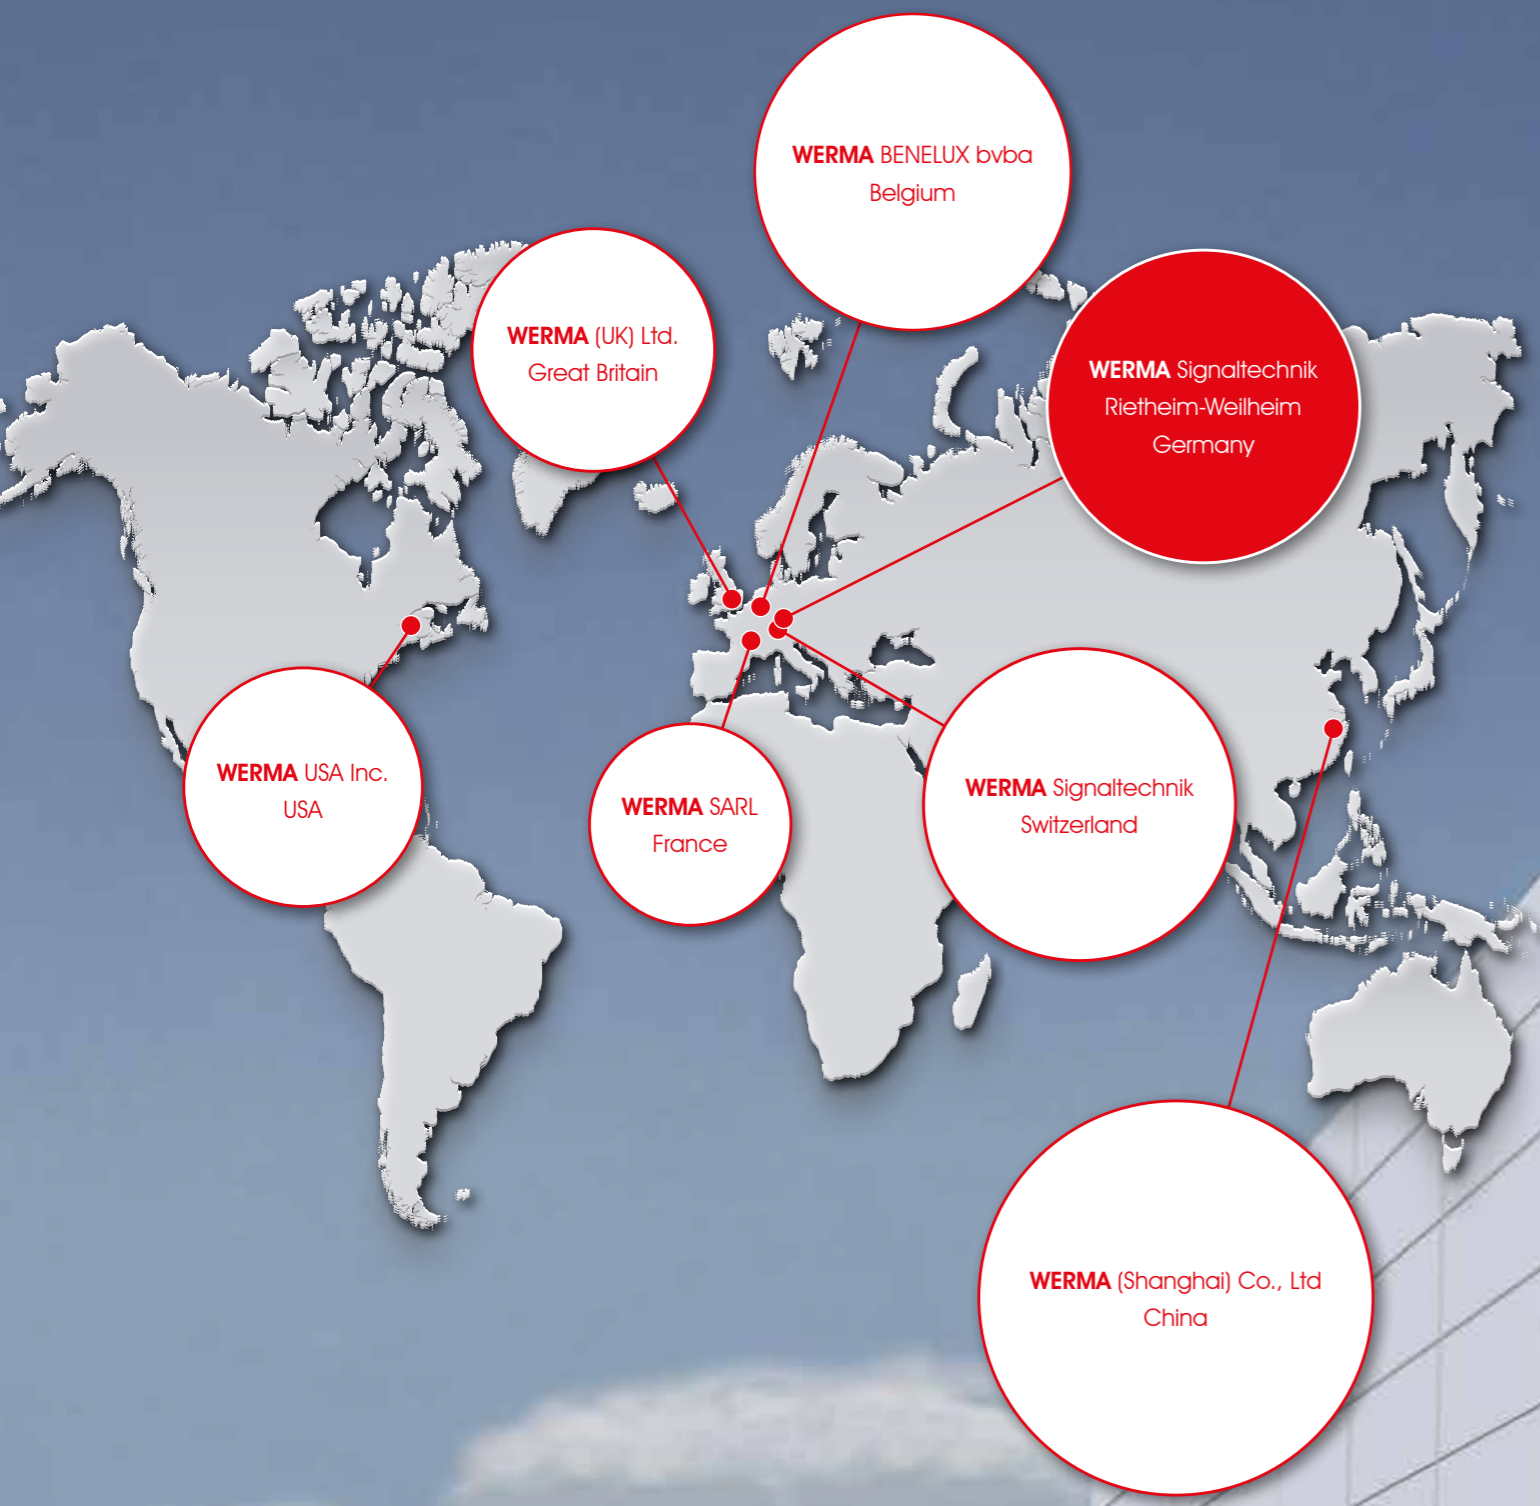 WERMA BENELUX bvba
Belgium
WERMA (UK) Ltd.
Great Britain
WERMA Signaltechnik
Rietheim-Weilheim
Germany
WERMA USA Inc.
USA
WERMA SARL
France
WERMA Signaltechnik
Switzerland
WERMA (Shanghai) Co., Ltd
China